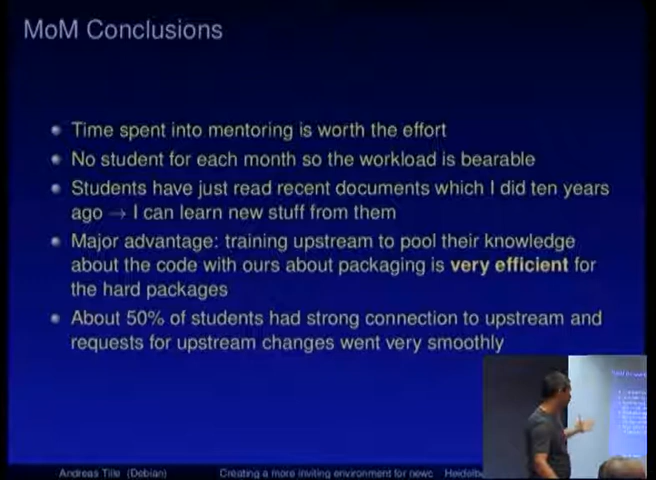 MoM Conclusions
Time spent into mentoring is worth the effort
No student for each month so the workload is bearable
Students have just read recent documents which I did ten years
ago → I can learn new stuff from them
Major advantage: training upstream to pool their knowledge
about the code with ours about packaging is very efficient for
the hard packages
About 50% of students had strong connection to upstream and
requests for upstream changes went very smoothly
Andreas Tille (Debian) Creating a more inviting environment for newc Heidelbe